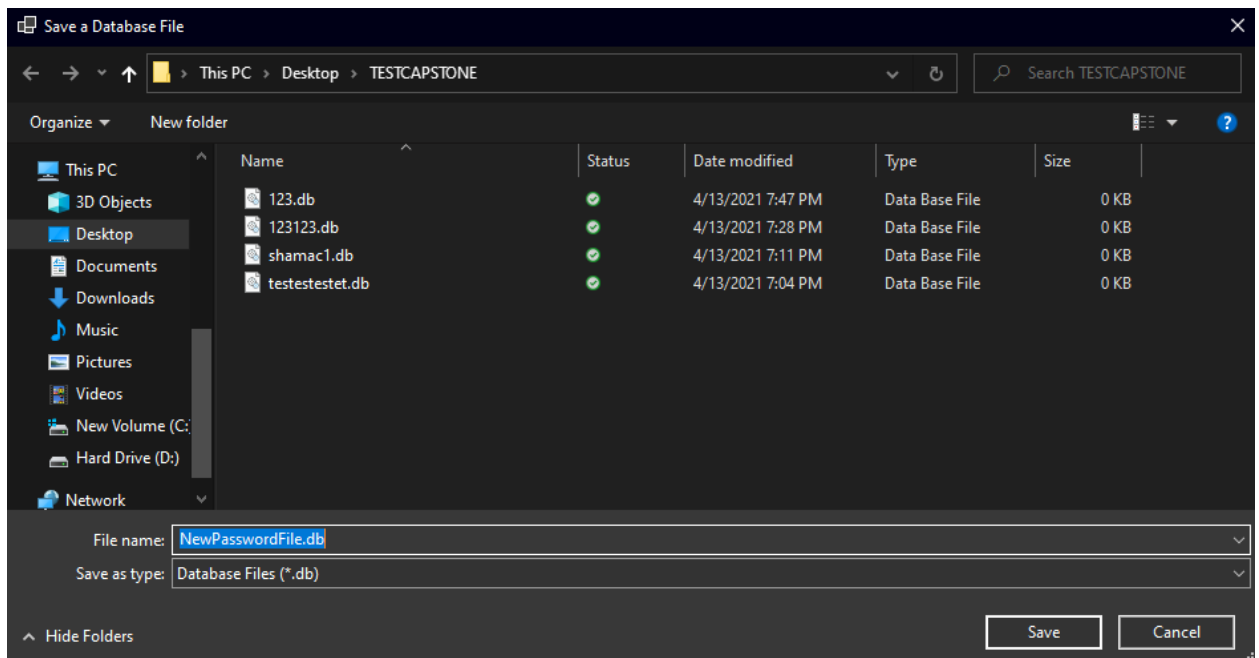 Save a Database File
This PC > Desktop > TESTCAPSTONE
Search TESTCAPSTONE
Organize
New folder
?
Name Status Date modified Type Size
This PC
3D Objects
Desktop
Documents
Downloads
Music
Pictures
Videos
New Volume (C:
Hard Drive (D:)
Network
123.db 4/13/2021 7:47 PM Data Base File 0 KB
123123.db 4/13/2021 7:28 PM Data Base File 0 KB
shamac1.db 4/13/2021 7:11 PM Data Base File 0 KB
testestestet.db 4/13/2021 7:04 PM Data Base File 0 KB
File name: NewPasswordFile.db
Save as type: Database Files (*.db)
Hide Folders
Save
Cancel